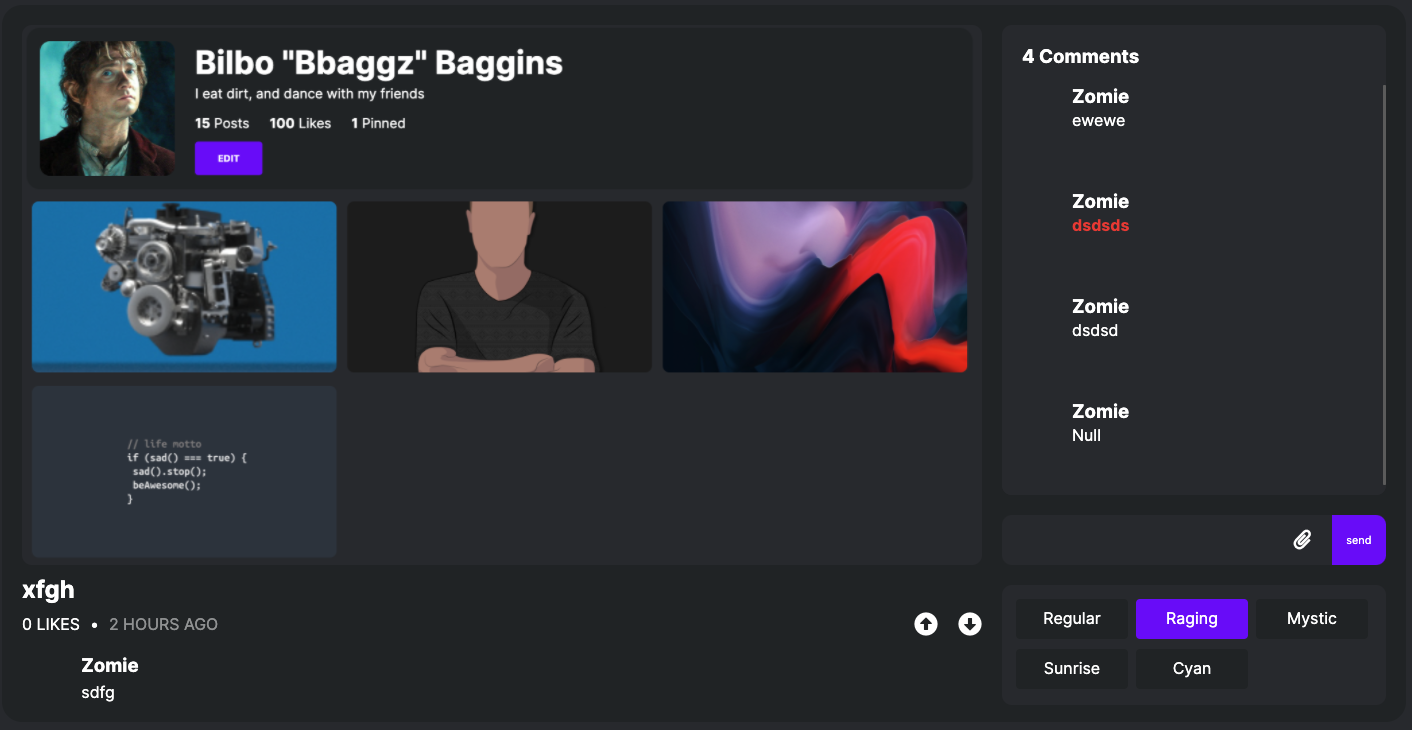 Bilbo "Bbaggz" Baggins
I eat dirt, and dance with my friends
15 Posts 100 Likes 1 Pinned
EDIT
// life motto
if (sad() === true) {
sad().stop();
beAwesome();
}
xfgh
0 LIKES • 2 HOURS AGO
Zomie
sdfg
4 Comments
Zomie
ewewe
Zomie
dsdsds
Zomie
dsdsd
Zomie
Null
send
Regular Raging Mystic
Sunrise Cyan